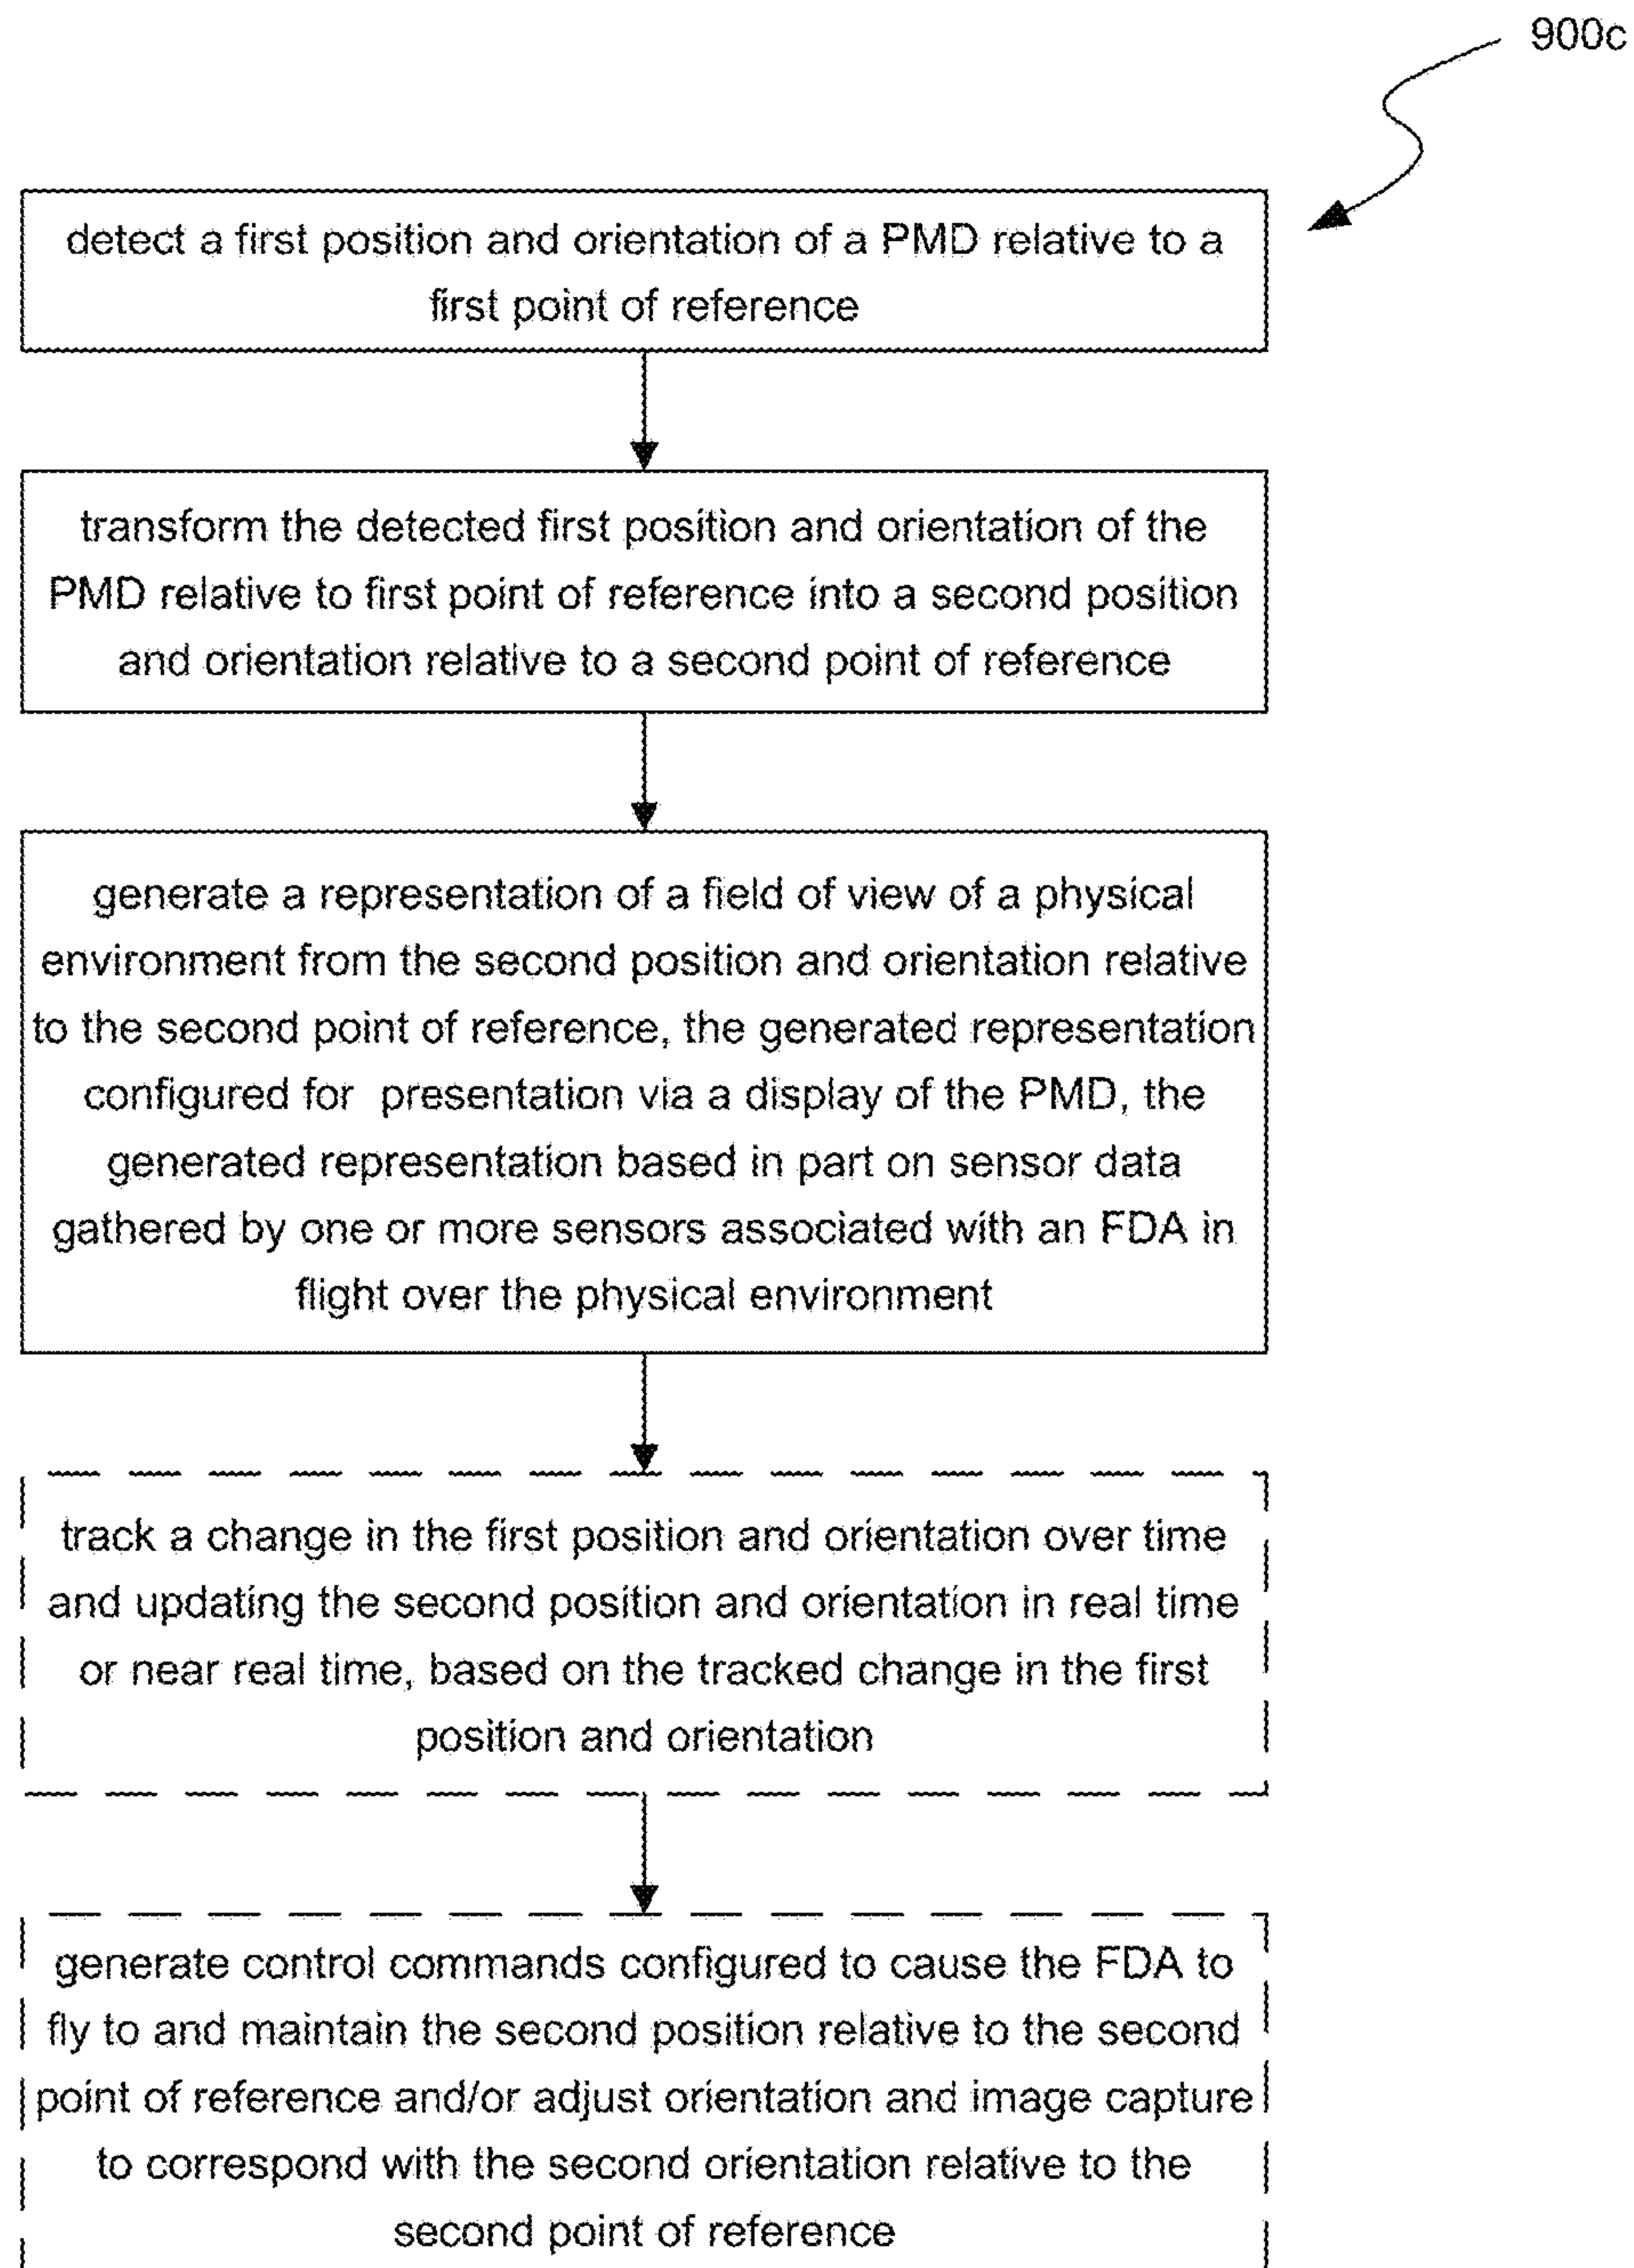 900c
detect a first position and orientation of a PMD relative to a
first point of reference
transform the detected first position and orientation of the
PMD relative to first point of reference into a second position
and orientation relative to a second point of reference
generate a representation of a field of view of a physical
environment from the second position and orientation relative
to the second point of reference, the generated representation
configured for presentation via a display of the PMD, the
generated representation based in part on sensor data
gathered by one or more sensors associated with an FDA in
flight over the physical environment
track a change in the first position and orientation over time
and updating the second position and orientation in real time
or near real time, based on the tracked change in the first
position and orientation
generate control commands configured to cause the FDA to
fly to and maintain the second position relative to the second
point of reference and/or adjust orientation and image capture
to correspond with the second orientation relative to the
second point of reference